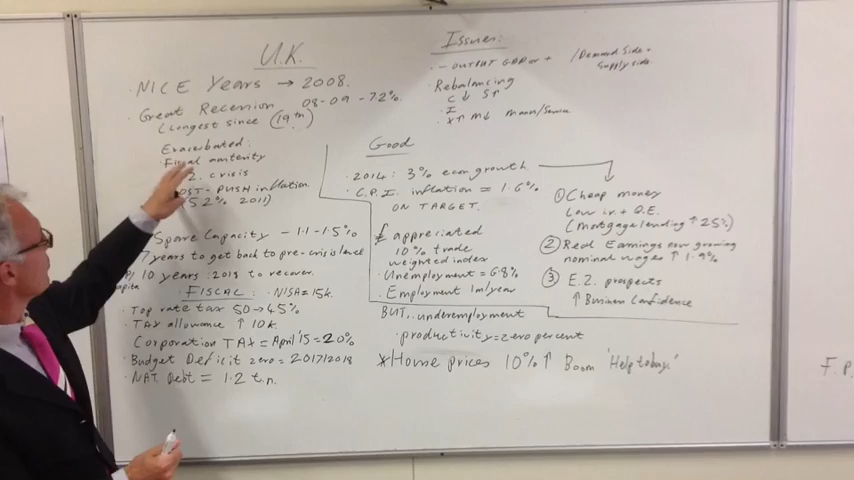 U.K.
· NICE Years → 2008.
· Great Recession 08-09 -7.2%.
(Longest since (19th)
Exacerbated:
· Fiscal austerity
2. crisis
OST-PUSH inflation.
(5.2% 2011)
Spare Capacity - 1.1-1.5%
7 years to get back to pre-crisis level
10 years: 2018 to recover.
capita
· FISCAL: · NISA=15k.
· Top rate tax 50→45%
· TAX allowance ↑ 10k.
Corporation TAX = April '15 = 20%
· Budget Deficit zero = 2017/2018
· NAT. Debt = 1.2 t.n.
Issues:
· - OUTPUT GAP or + /Demand Side +
Supply side.
· Rebalancing
C↓ S↑
· I
· X↑ M↓ Manu/Service
Good
· 2014: 3% econ growth
· C.P.I. inflation = 1.6%
ON TARGET.
£ appreciated
10% trade
weighted index
· Unemployment = 6.8%
· Employment 1m/year
BUT.. underemployment
· productivity = zero percent
*House prices 10% ↑ Boom 'Help to buy.'
① Cheap money
Low i.r. + Q.E.
(mortgage lending ↑ 25%)
② Real Earnings now growing
nominal wages ↑ 1.9%
③ E.Z. prospects
↑ Business Confidence
F.P.